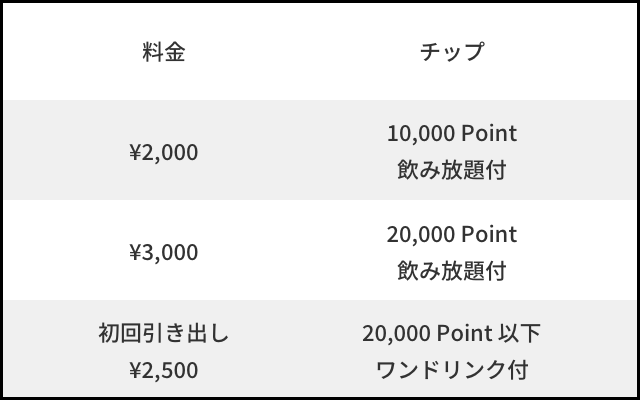 料金 チップ
¥2,000 10,000 Point
飲み放題付
¥3,000 20,000 Point
飲み放題付
初回引き出し 20,000 Point 以下
¥2,500 ワンドリンク付